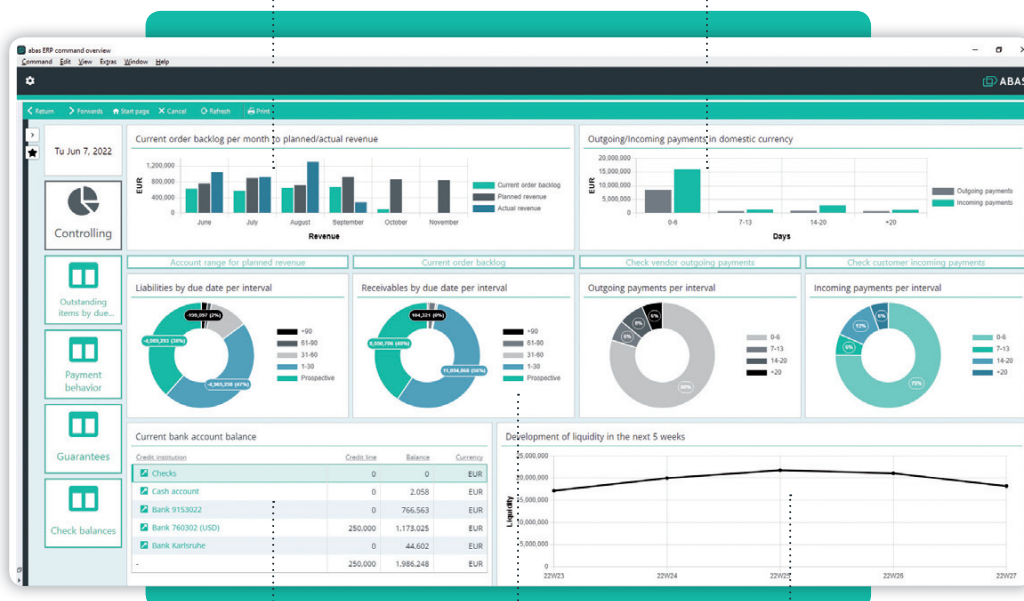 abas ERP command overview
Command Edit View Extras Window Help
ABAS
Return Forwards Start page Cancel Refresh Print
Tu Jun 7, 2022
Controlling
Outstanding
items by due...
Payment
behavior
Guarantees
Check balances
Current order backlog per month to planned/actual revenue
EUR
1,200,000
800,000
400,000
0
June July August September October November
Revenue
Current order backlog
Planned revenue
Actual revenue
Outgoing/Incoming payments in domestic currency
EUR
20,000,000
15,000,000
10,000,000
5,000,000
0
0-6 7-13 14-20 +20
Days
Outgoing payments
Incoming payments
Account range for planned revenue
Current order backlog
Check vendor outgoing payments
Check customer incoming payments
Liabilities by due date per interval
+90
61-90
31-60
1-30
Prospective
Receivables by due date per interval
+90
61-90
31-60
1-30
Prospective
Outgoing payments per interval
0-6
7-13
14-20
+20
Incoming payments per interval
0-6
7-13
14-20
+20
Current bank account balance
Credit institution Credit line Balance Currency
Checks 0 0 EUR
Cash account 0 2.058 EUR
Bank 9153022 0 766.563 EUR
Bank 760302 (USD) 250,000 1,173.025 EUR
Bank Karlsruhe 0 44,602 EUR
- 250,000 1.986,248 EUR
Development of liquidity in the next 5 weeks
Liquidity
0
22W23 22W24 22W25 22W26 22W27